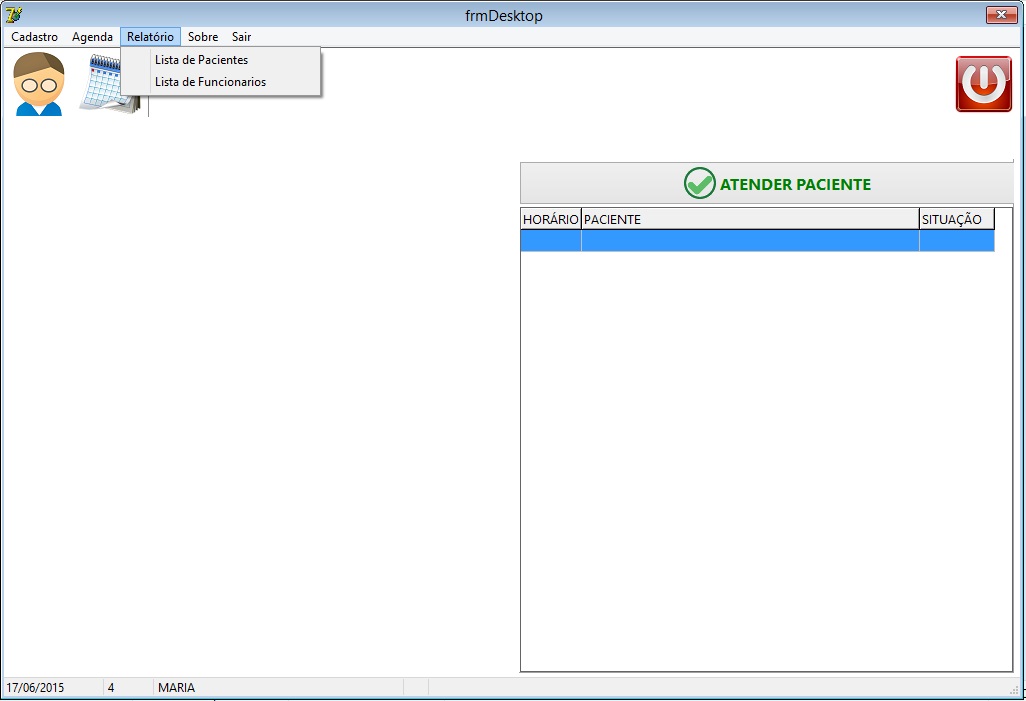 frmDesktop
Cadastro Agenda Relatório Sobre Sair
Lista de Pacientes
Lista de Funcionarios
ATENDER PACIENTE
HORÁRIO PACIENTE SITUAÇÃO
17/06/2015 4 MARIA